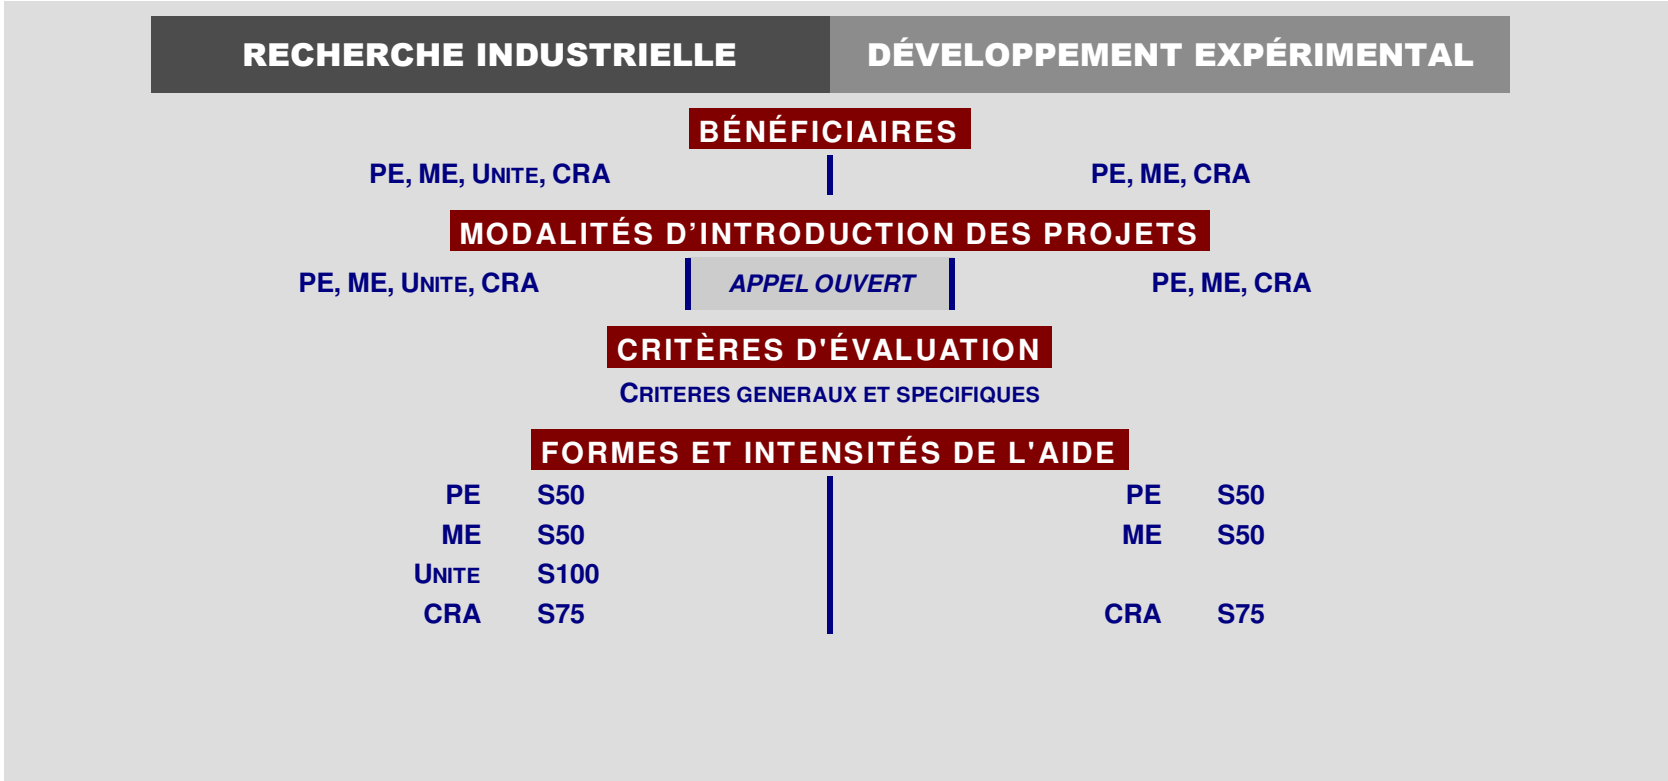 RECHERCHE INDUSTRIELLE DÉVELOPPEMENT EXPÉRIMENTAL
BÉNÉFICIAIRES
PE, ME, UNITE, CRA PE, ME, CRA
MODALITÉS D’INTRODUCTION DES PROJETS
PE, ME, UNITE, CRA APPEL OUVERT PE, ME, CRA
CRITÈRES D'ÉVALUATION
CRITERES GENERAUX ET SPECIFIQUES
FORMES ET INTENSITÉS DE L'AIDE
PE S50 PE S50
ME S50 ME S50
UNITE S100
CRA S75 CRA S75